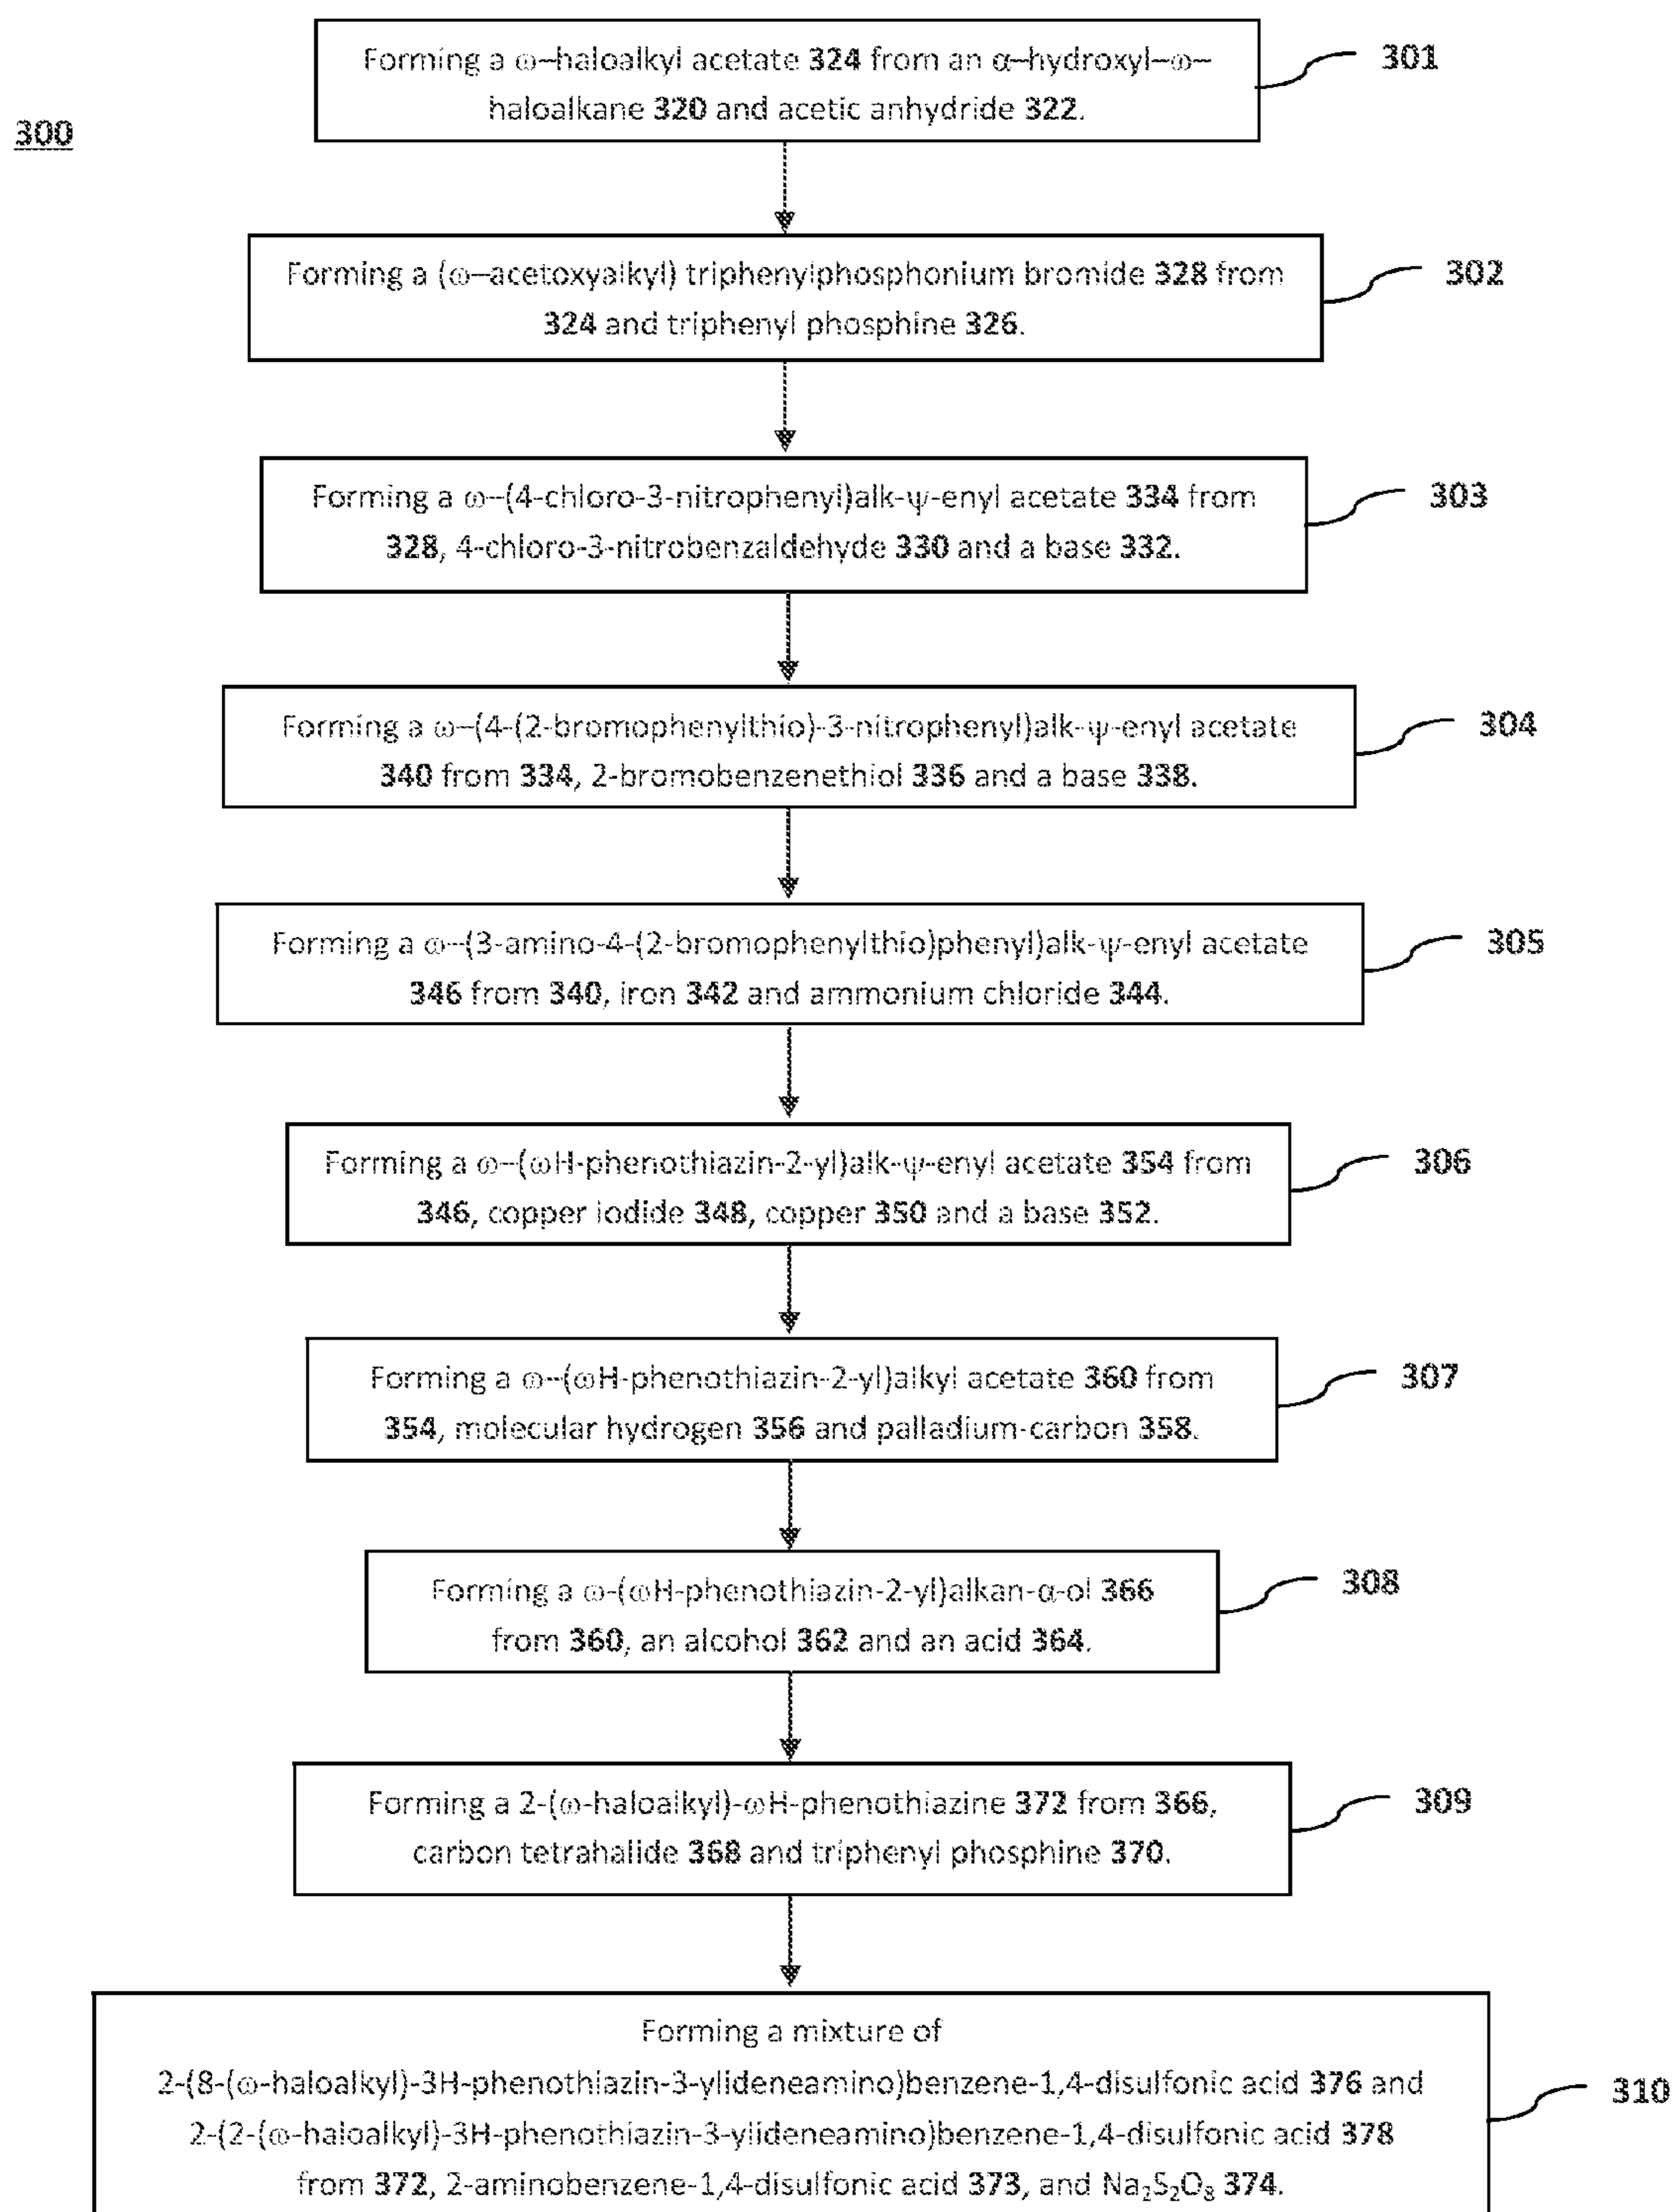 300
Forming a ω–haloalkyl acetate 324 from an α–hydroxyl–ω–
haloalkane 320 and acetic anhydride 322.
301
Forming a (ω–acetoxyalkyl) triphenylphosphonium bromide 328 from
324 and triphenyl phosphine 326.
302
Forming a ω–(4-chloro-3-nitrophenyl)alk-ψ-enyl acetate 334 from
328, 4-chloro-3-nitrobenzaldehyde 330 and a base 332.
303
Forming a ω–(4-(2-bromophenylthio)-3-nitrophenyl)alk-ψ-enyl acetate
340 from 334, 2-bromobenzenethiol 336 and a base 338.
304
Forming a ω–(3-amino-4-(2-bromophenylthio)phenyl)alk-ψ-enyl acetate
346 from 340, iron 342 and ammonium chloride 344.
305
Forming a ω–(ωH-phenothiazin-2-yl)alk-ψ-enyl acetate 354 from
346, copper iodide 348, copper 350 and a base 352.
306
Forming a ω–(ωH-phenothiazin-2-yl)alkyl acetate 360 from
354, molecular hydrogen 356 and palladium-carbon 358.
307
Forming a ω-(ωH-phenothiazin-2-yl)alkan-α-ol 366
from 360, an alcohol 362 and an acid 364.
308
Forming a 2-(ω-haloalkyl)-ωH-phenothiazine 372 from 366,
carbon tetrahalide 368 and triphenyl phosphine 370.
309
Forming a mixture of
2-(8-(ω-haloalkyl)-3H-phenothiazin-3-ylideneamino)benzene-1,4-disulfonic acid 376 and
2-(2-(ω-haloalkyl)-3H-phenothiazin-3-ylideneamino)benzene-1,4-disulfonic acid 378
from 372, 2-aminobenzene-1,4-disulfonic acid 373, and Na₂S₂O₈ 374.
310